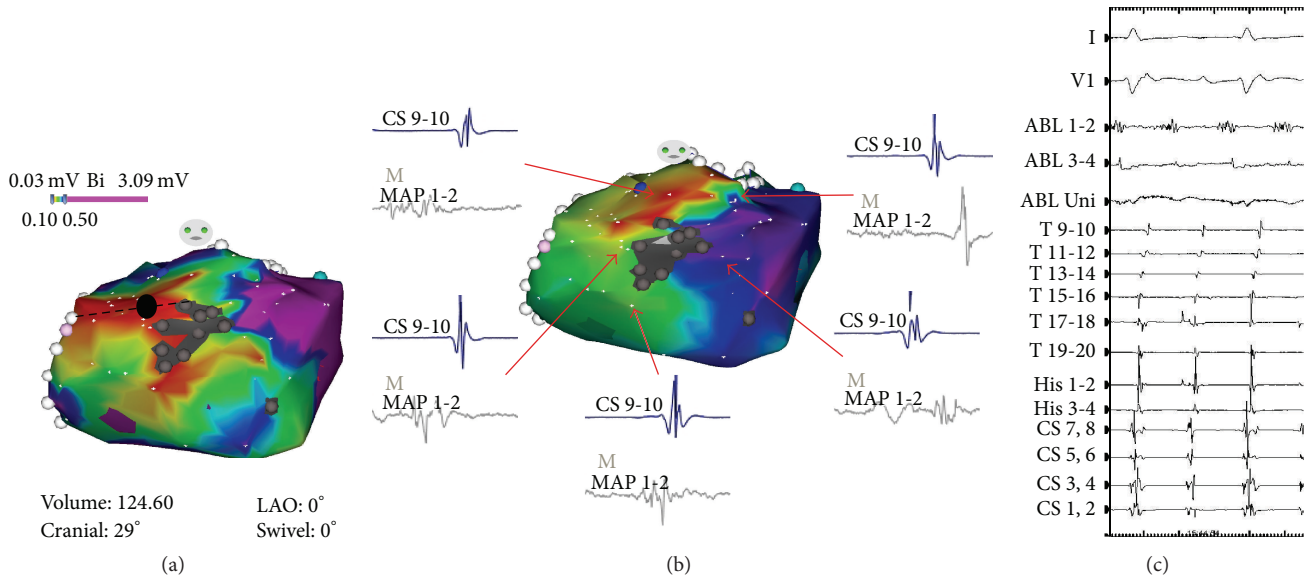 0.03 mV Bi 3.09 mV
0.10 0.50
Volume: 124.60
LAO: 0°
Cranial: 29°
Swivel: 0°
(a)
CS 9-10
M
MAP 1-2
CS 9-10
M
MAP 1-2
CS 9-10
M
MAP 1-2
CS 9-10
M
MAP 1-2
CS 9-10
M
MAP 1-2
(b)
I
V1
ABL 1-2
ABL 3-4
ABL Uni
T 9-10
T 11-12
T 13-14
T 15-16
T 17-18
T 19-20
His 1-2
His 3-4
CS 7, 8
CS 5, 6
CS 3, 4
CS 1, 2
(c)